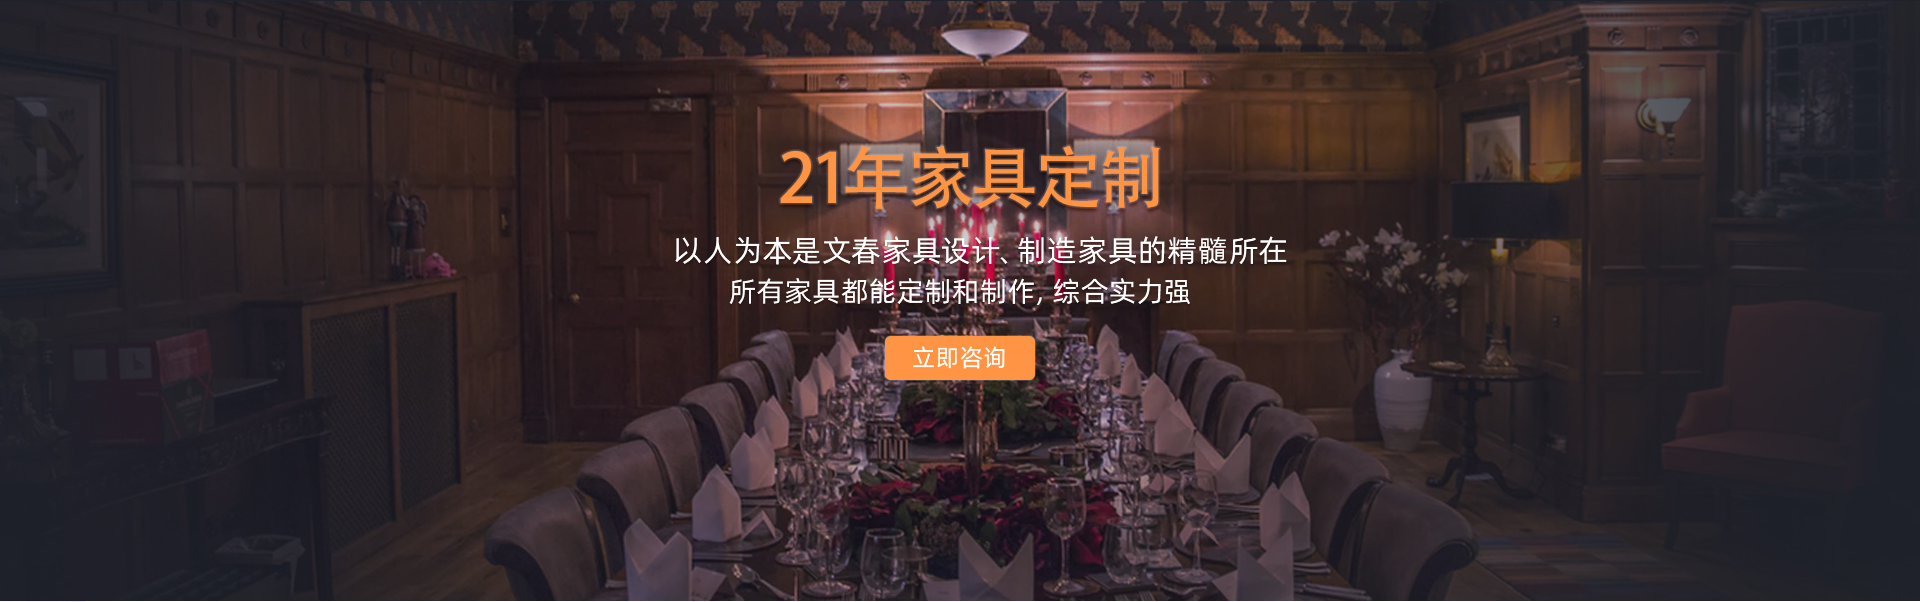 21年家具定制
以人为本是文春家具设计、制造家具的精髓所在
所有家具都能定制和制作, 综合实力强
立即咨询